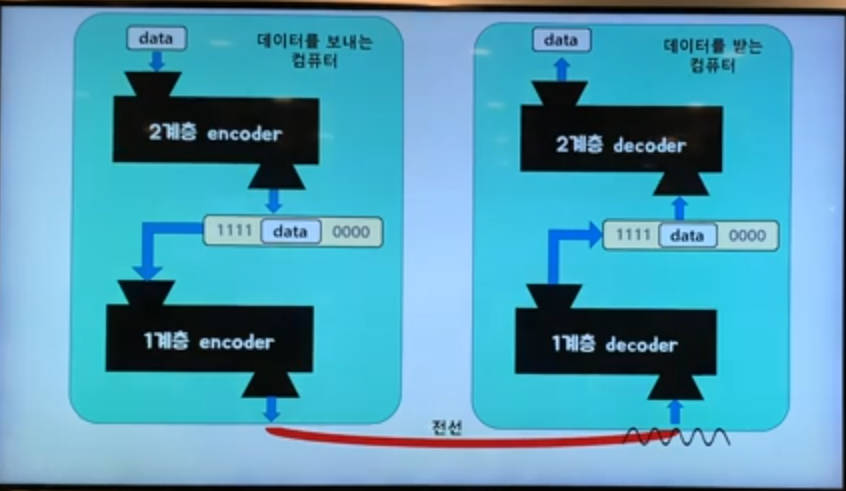 data
데이터를 보내는
컴퓨터
2계층 encoder
1111 data 0000
1계층 encoder
data
데이터를 받는
컴퓨터
2계층 decoder
1111 data 0000
1계층 decoder
전선